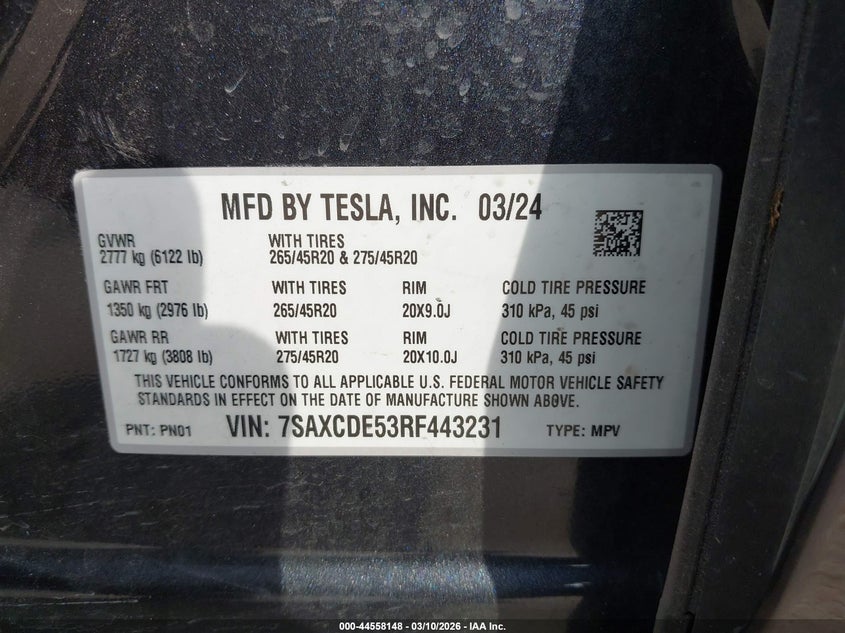 MFD BY TESLA, INC. 03/24
GVWR WITH TIRES
2777 kg (6122 lb) 265/45R20 & 275/45R20
GAWR FRT WITH TIRES RIM COLD TIRE PRESSURE
1350 kg (2976 lb) 265/45R20 20X9.0J 310 kPa, 45 psi
GAWR RR WITH TIRES RIM COLD TIRE PRESSURE
1727 kg (3808 lb) 275/45R20 20X10.0J 310 kPa, 45 psi
THIS VEHICLE CONFORMS TO ALL APPLICABLE U.S. FEDERAL MOTOR VEHICLE SAFETY
STANDARDS IN EFFECT ON THE DATE OF MANUFACTURE SHOWN ABOVE.
PNT: PN01 VIN: 7SAXCDE53RF443231 TYPE: MPV
000-44558148 - 03/10/2026 - IAA Inc.